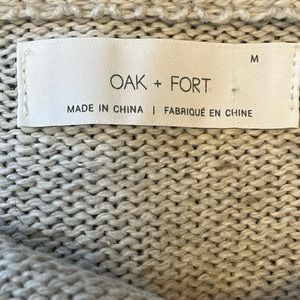 M
OAK + FORT
MADE IN CHINA | FABRIQUÉ EN CHINE